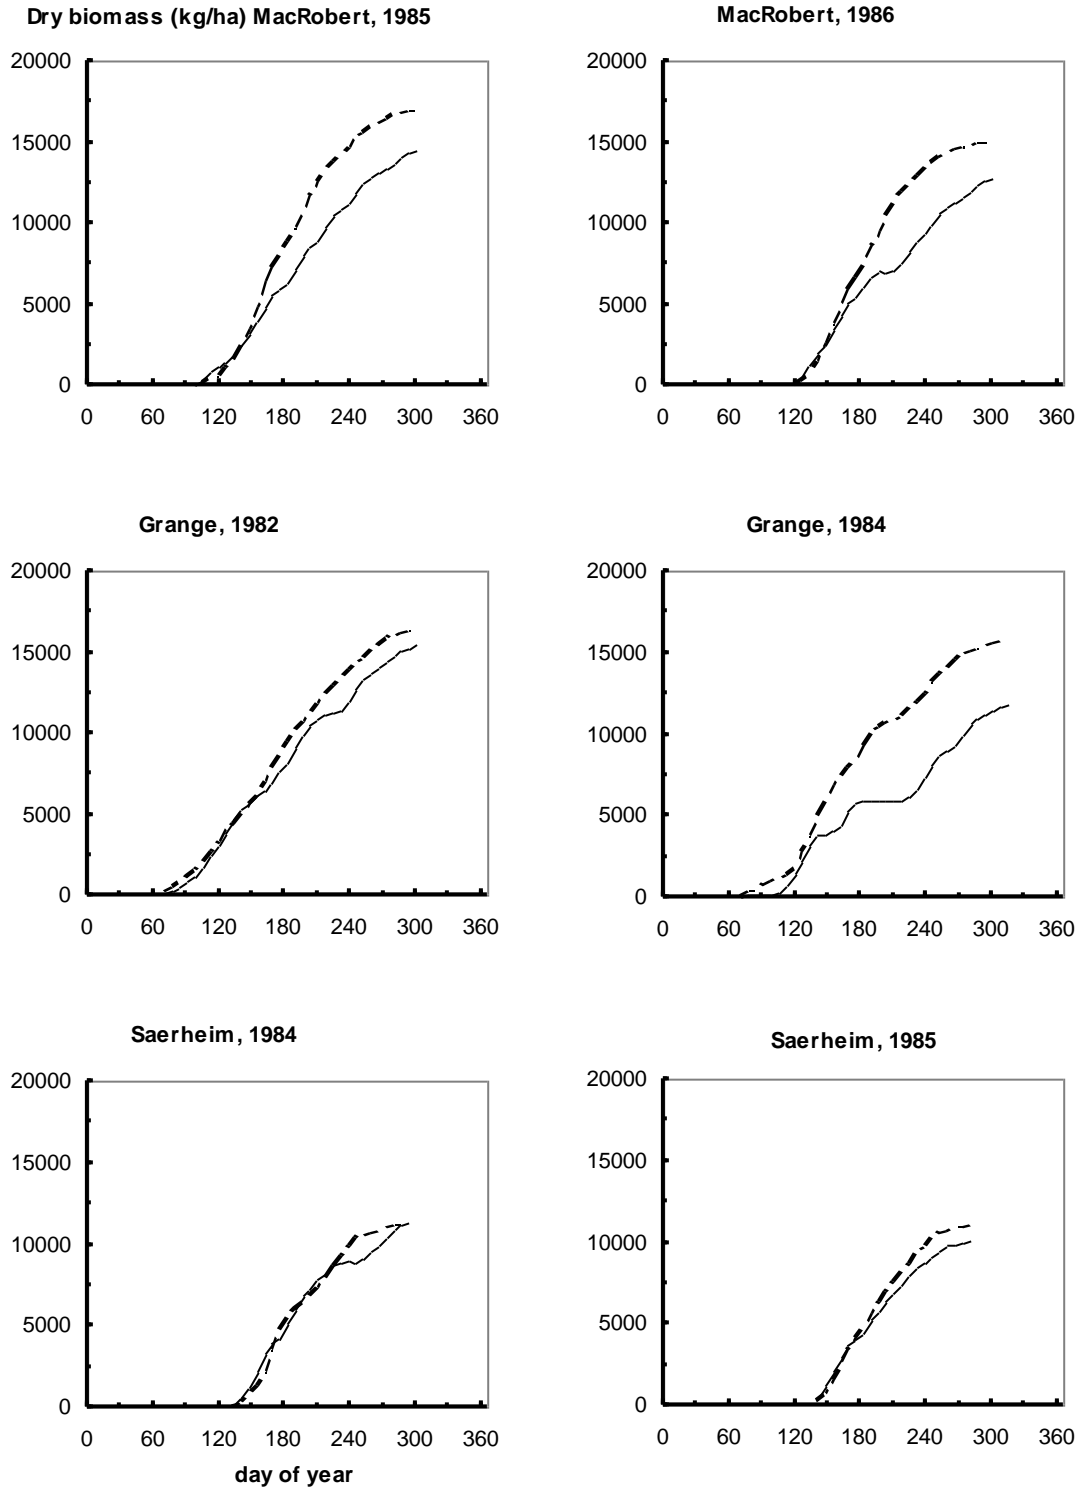 Dry biomass (kg/ha) MacRobert, 1985
20000
15000
10000
5000
0
0 60 120 180 240 300 360
MacRobert, 1986
20000
15000
10000
5000
0
0 60 120 180 240 300 360
Grange, 1982
20000
15000
10000
5000
0
0 60 120 180 240 300 360
Grange, 1984
20000
15000
10000
5000
0
0 60 120 180 240 300 360
Saerheim, 1984
20000
15000
10000
5000
0
0 60 120 180 240 300 360
day of year
Saerheim, 1985
20000
15000
10000
5000
0
0 60 120 180 240 300 360